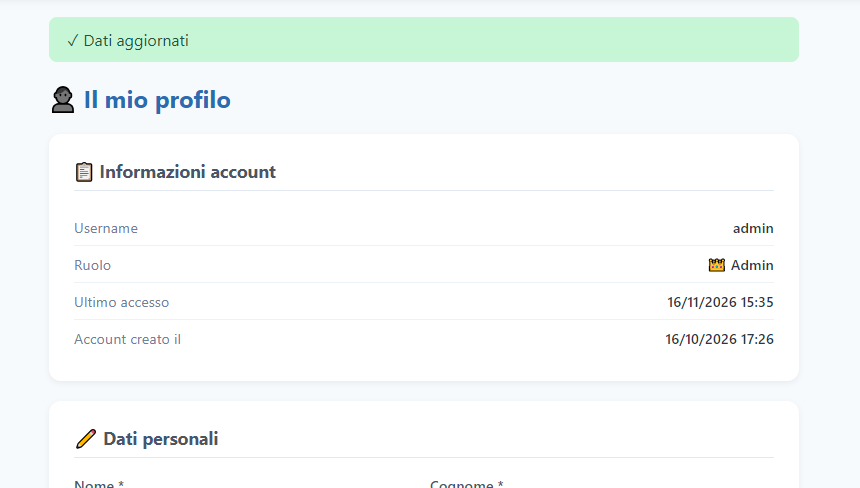 ✓ Dati aggiornati
Il mio profilo
Informazioni account
Username admin
Ruolo Admin
Ultimo accesso 16/11/2026 15:35
Account creato il 16/10/2026 17:26
Dati personali
Nome * Cognome *